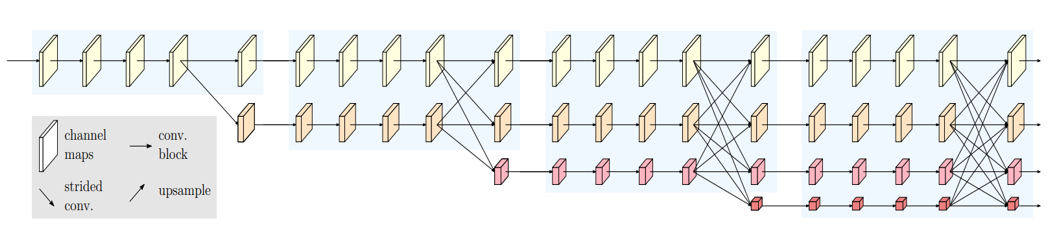 channel
maps
conv.
block
strided
conv.
upsample